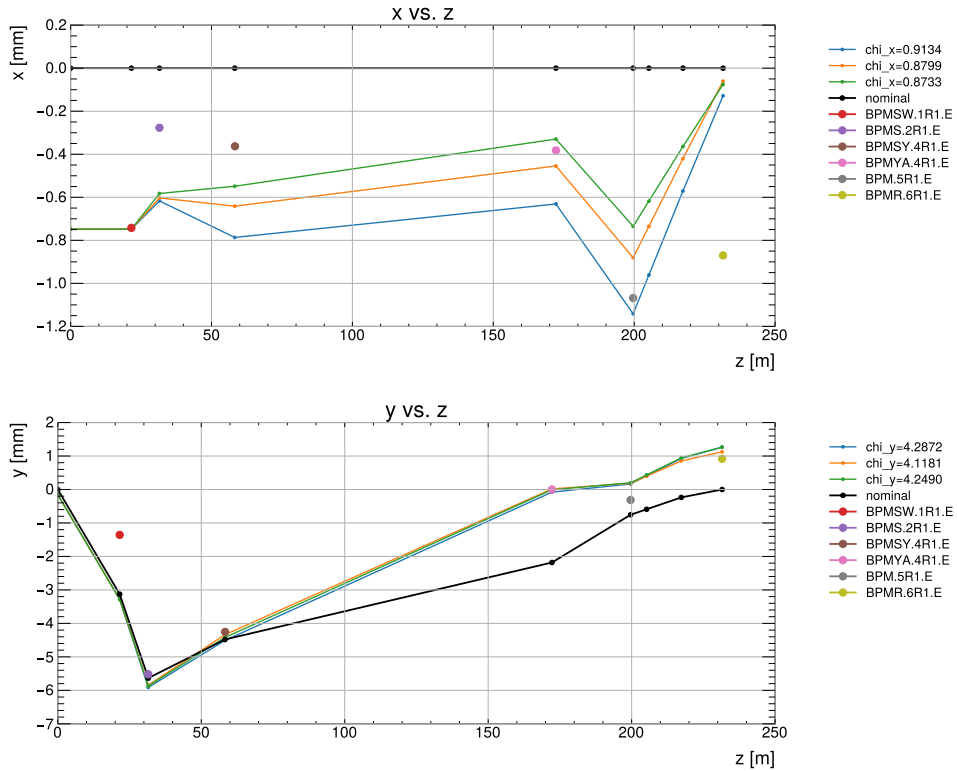 x vs. z
x [mm]
0.2
0.0
−0.2
−0.4
−0.6
−0.8
−1.0
−1.2
0
50
100
150
200
250
z [m]
chi_x=0.9134
chi_x=0.8799
chi_x=0.8733
nominal
BPMSW.1R1.E
BPMS.2R1.E
BPMSY.4R1.E
BPMYA.4R1.E
BPM.5R1.E
BPMR.6R1.E
y vs. z
y [mm]
2
1
0
−1
−2
−3
−4
−5
−6
−7
0
50
100
150
200
250
z [m]
chi_y=4.2872
chi_y=4.1181
chi_y=4.2490
nominal
BPMSW.1R1.E
BPMS.2R1.E
BPMSY.4R1.E
BPMYA.4R1.E
BPM.5R1.E
BPMR.6R1.E